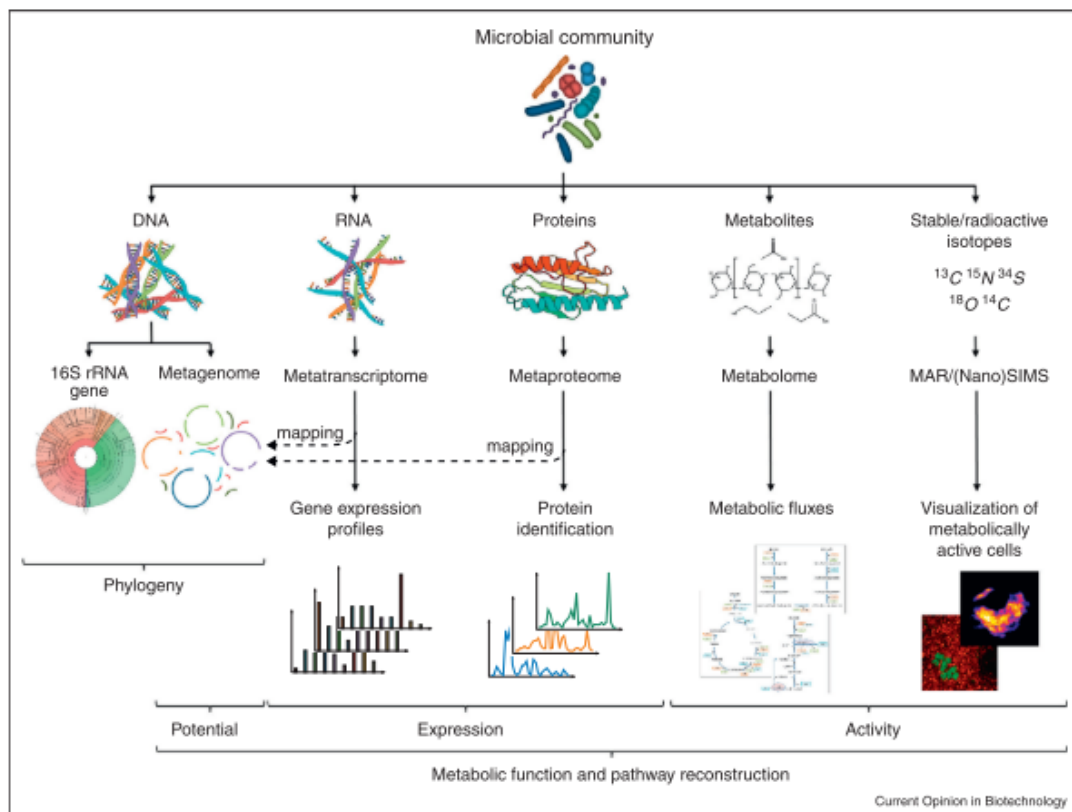 Microbial community
DNA
RNA
Proteins
Metabolites
Stable/radioactive
isotopes
13C 15N 34S
18O 14C
16S rRNA
gene
Metagenome
Metatranscriptome
Metaproteome
Metabolome
MAR/(Nano)SIMS
mapping
mapping
Gene expression
profiles
Protein
identification
Metabolic fluxes
Visualization of
metabolically
active cells
Phylogeny
Potential
Expression
Activity
Metabolic function and pathway reconstruction
Current Opinion in Biotechnology